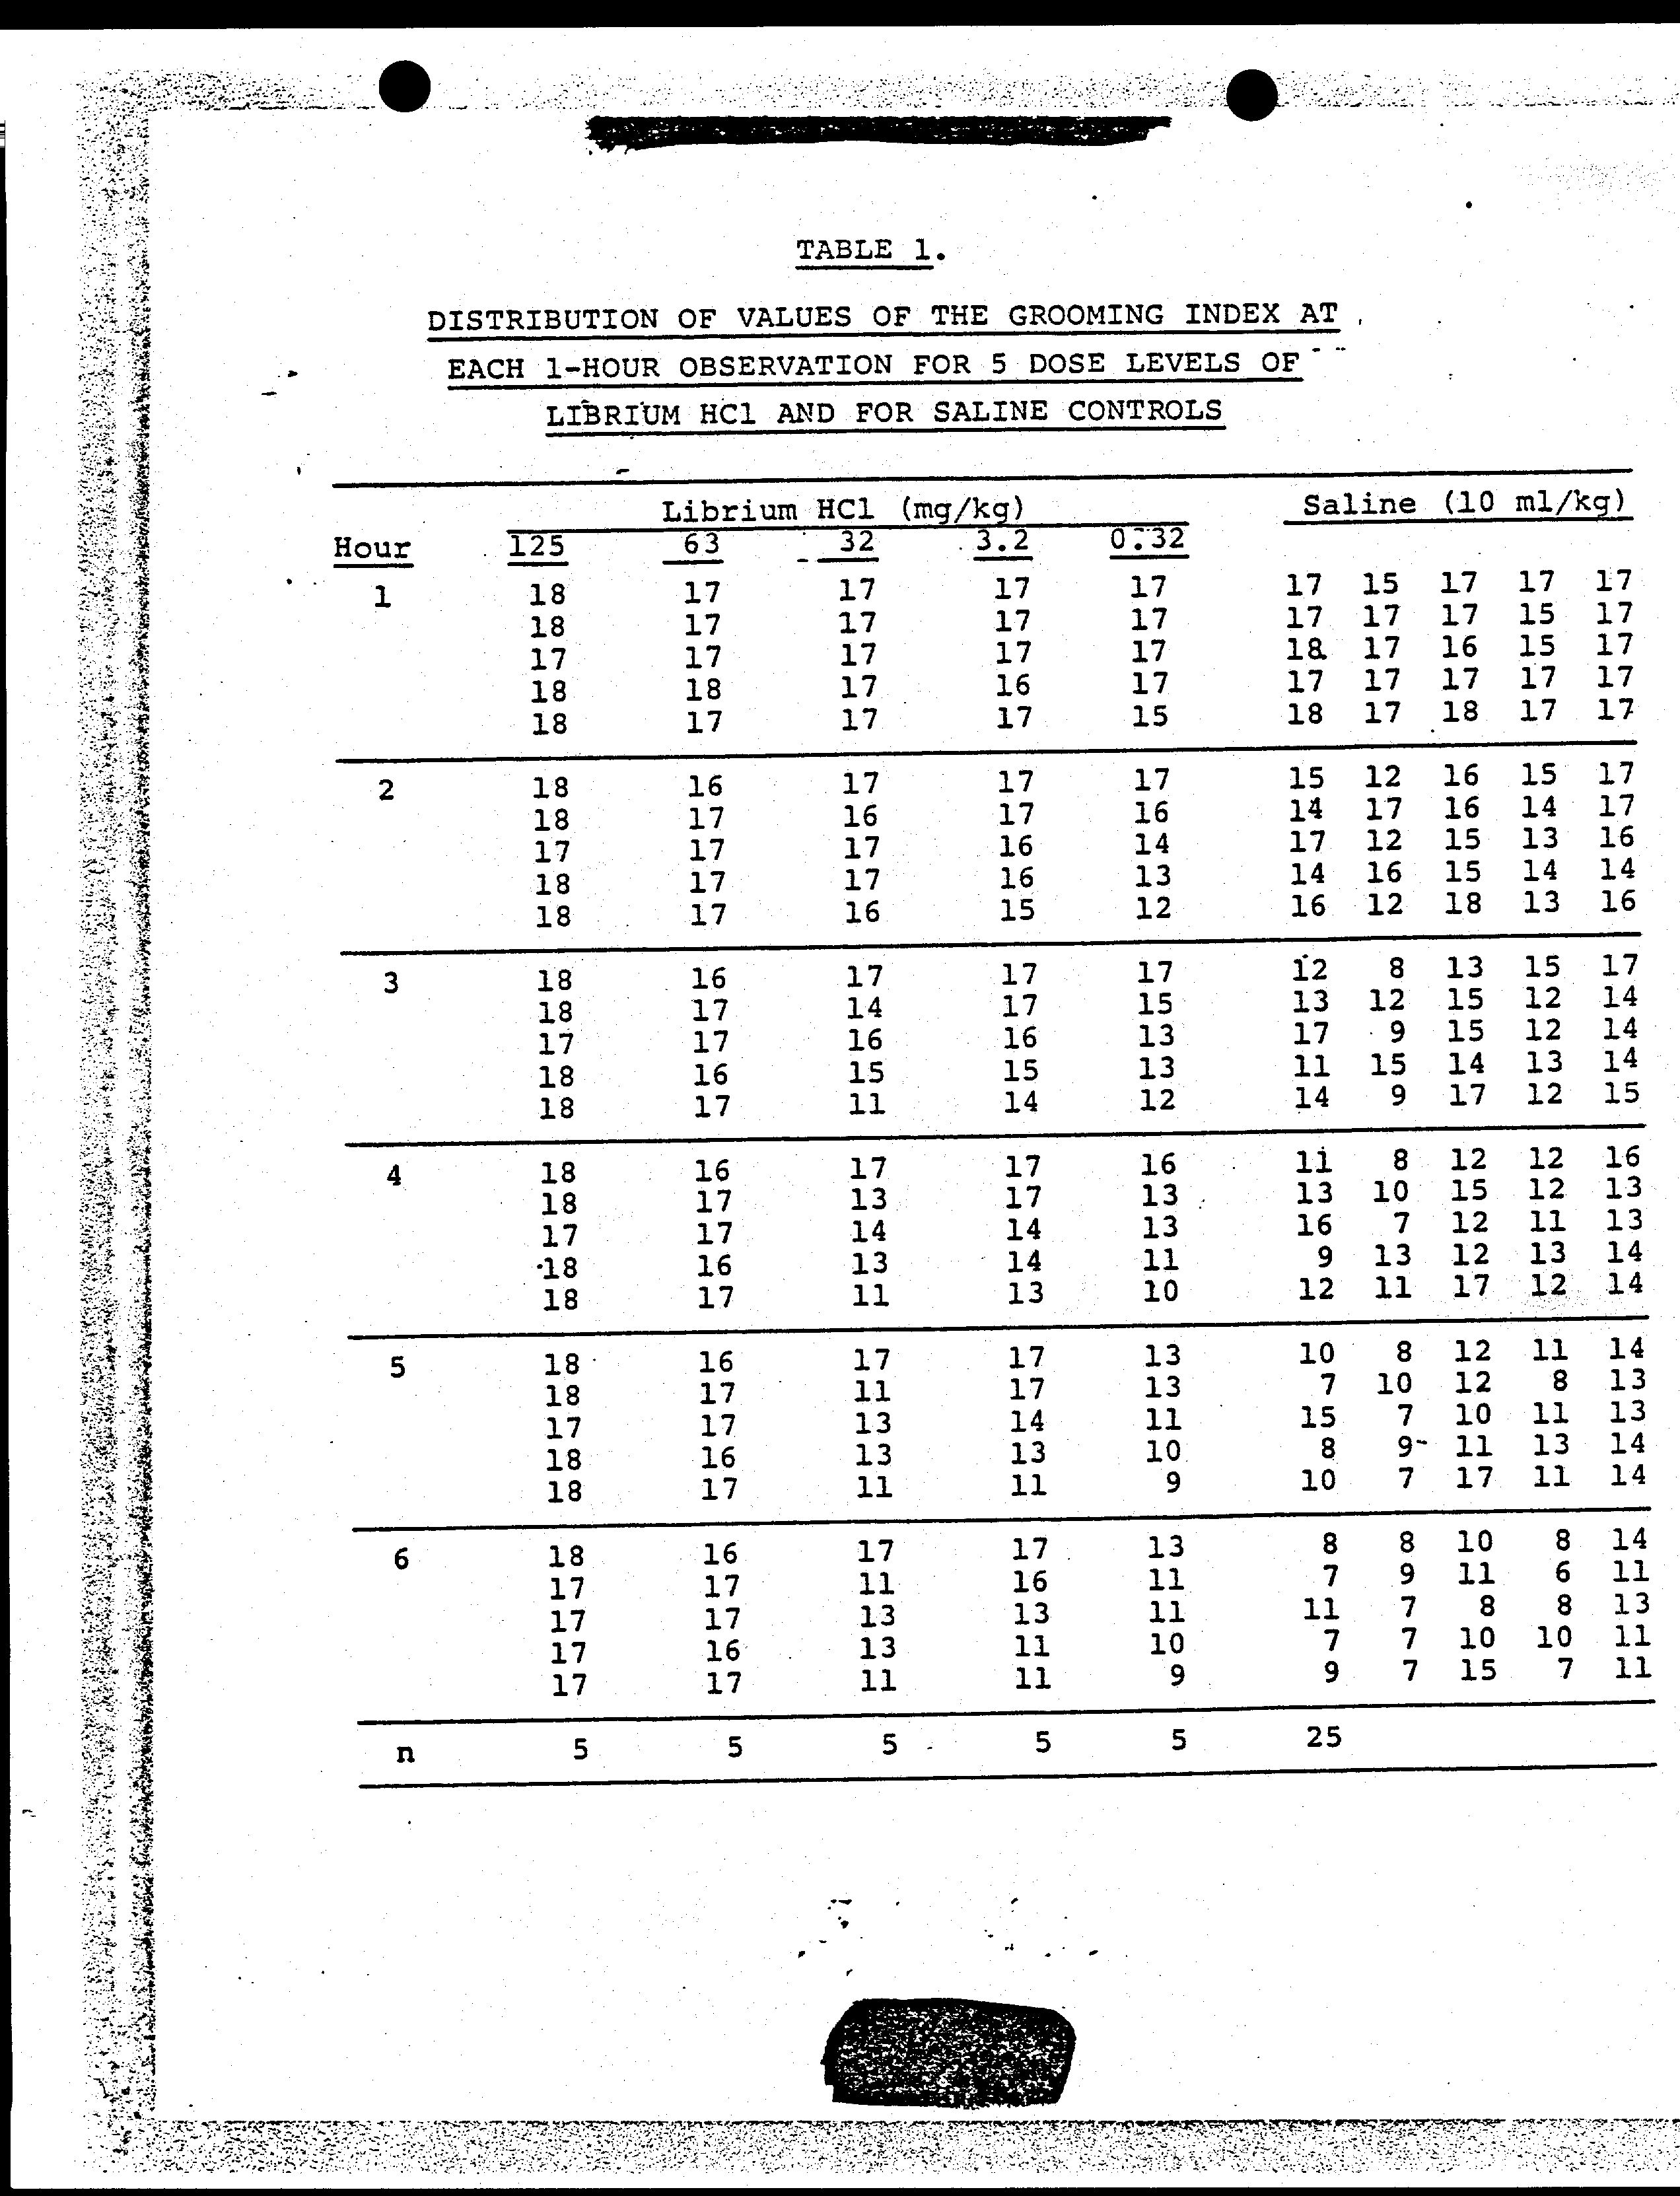 TABLE 1.
DISTRIBUTION OF VALUES OF THE GROOMING INDEX AT
EACH 1-HOUR OBSERVATION FOR 5 DOSE LEVELS OF
LIBRIUM HCl AND FOR SALINE CONTROLS
Librium HCl (mg/kg) Saline (10 ml/kg)
Hour 125 63 32 3.2 0.32
1 18 17 17 17 17 17 15 17 17 17
18 17 17 17 17 17 17 17 15 17
17 17 17 17 17 18 17 16 15 17
18 18 17 16 17 17 17 17 17 17
18 17 17 17 15 18 17 18 17 17
2 18 16 17 17 17 15 12 16 15 17
18 17 16 17 16 14 17 16 14 17
17 17 17 16 14 17 12 15 13 16
18 17 17 16 13 14 16 15 14 14
18 17 16 15 12 16 12 18 13 16
3 18 16 17 17 17 12 8 13 15 17
18 17 14 17 15 13 12 15 12 14
17 17 16 16 13 17 9 15 12 14
18 16 15 15 13 11 15 14 13 14
18 17 11 14 12 14 9 17 12 15
4 18 16 17 17 16 11 8 12 12 16
18 17 13 17 13 13 10 15 12 13
17 17 14 14 13 16 7 12 11 13
18 16 13 14 11 9 13 12 13 14
18 17 11 13 10 12 11 17 12 14
5 18 16 17 17 13 10 8 12 11 14
18 17 11 17 13 7 10 12 8 13
17 17 13 14 11 15 7 10 11 13
18 16 13 13 10 8 9 11 13 14
18 17 11 11 9 10 7 17 11 14
6 18 16 17 17 13 8 8 10 8 14
17 17 11 16 11 7 9 11 6 11
17 17 13 13 11 11 7 8 8 13
17 16 13 11 10 7 7 10 10 11
17 17 11 11 9 9 7 15 7 11
n 5 5 5 5 5 25